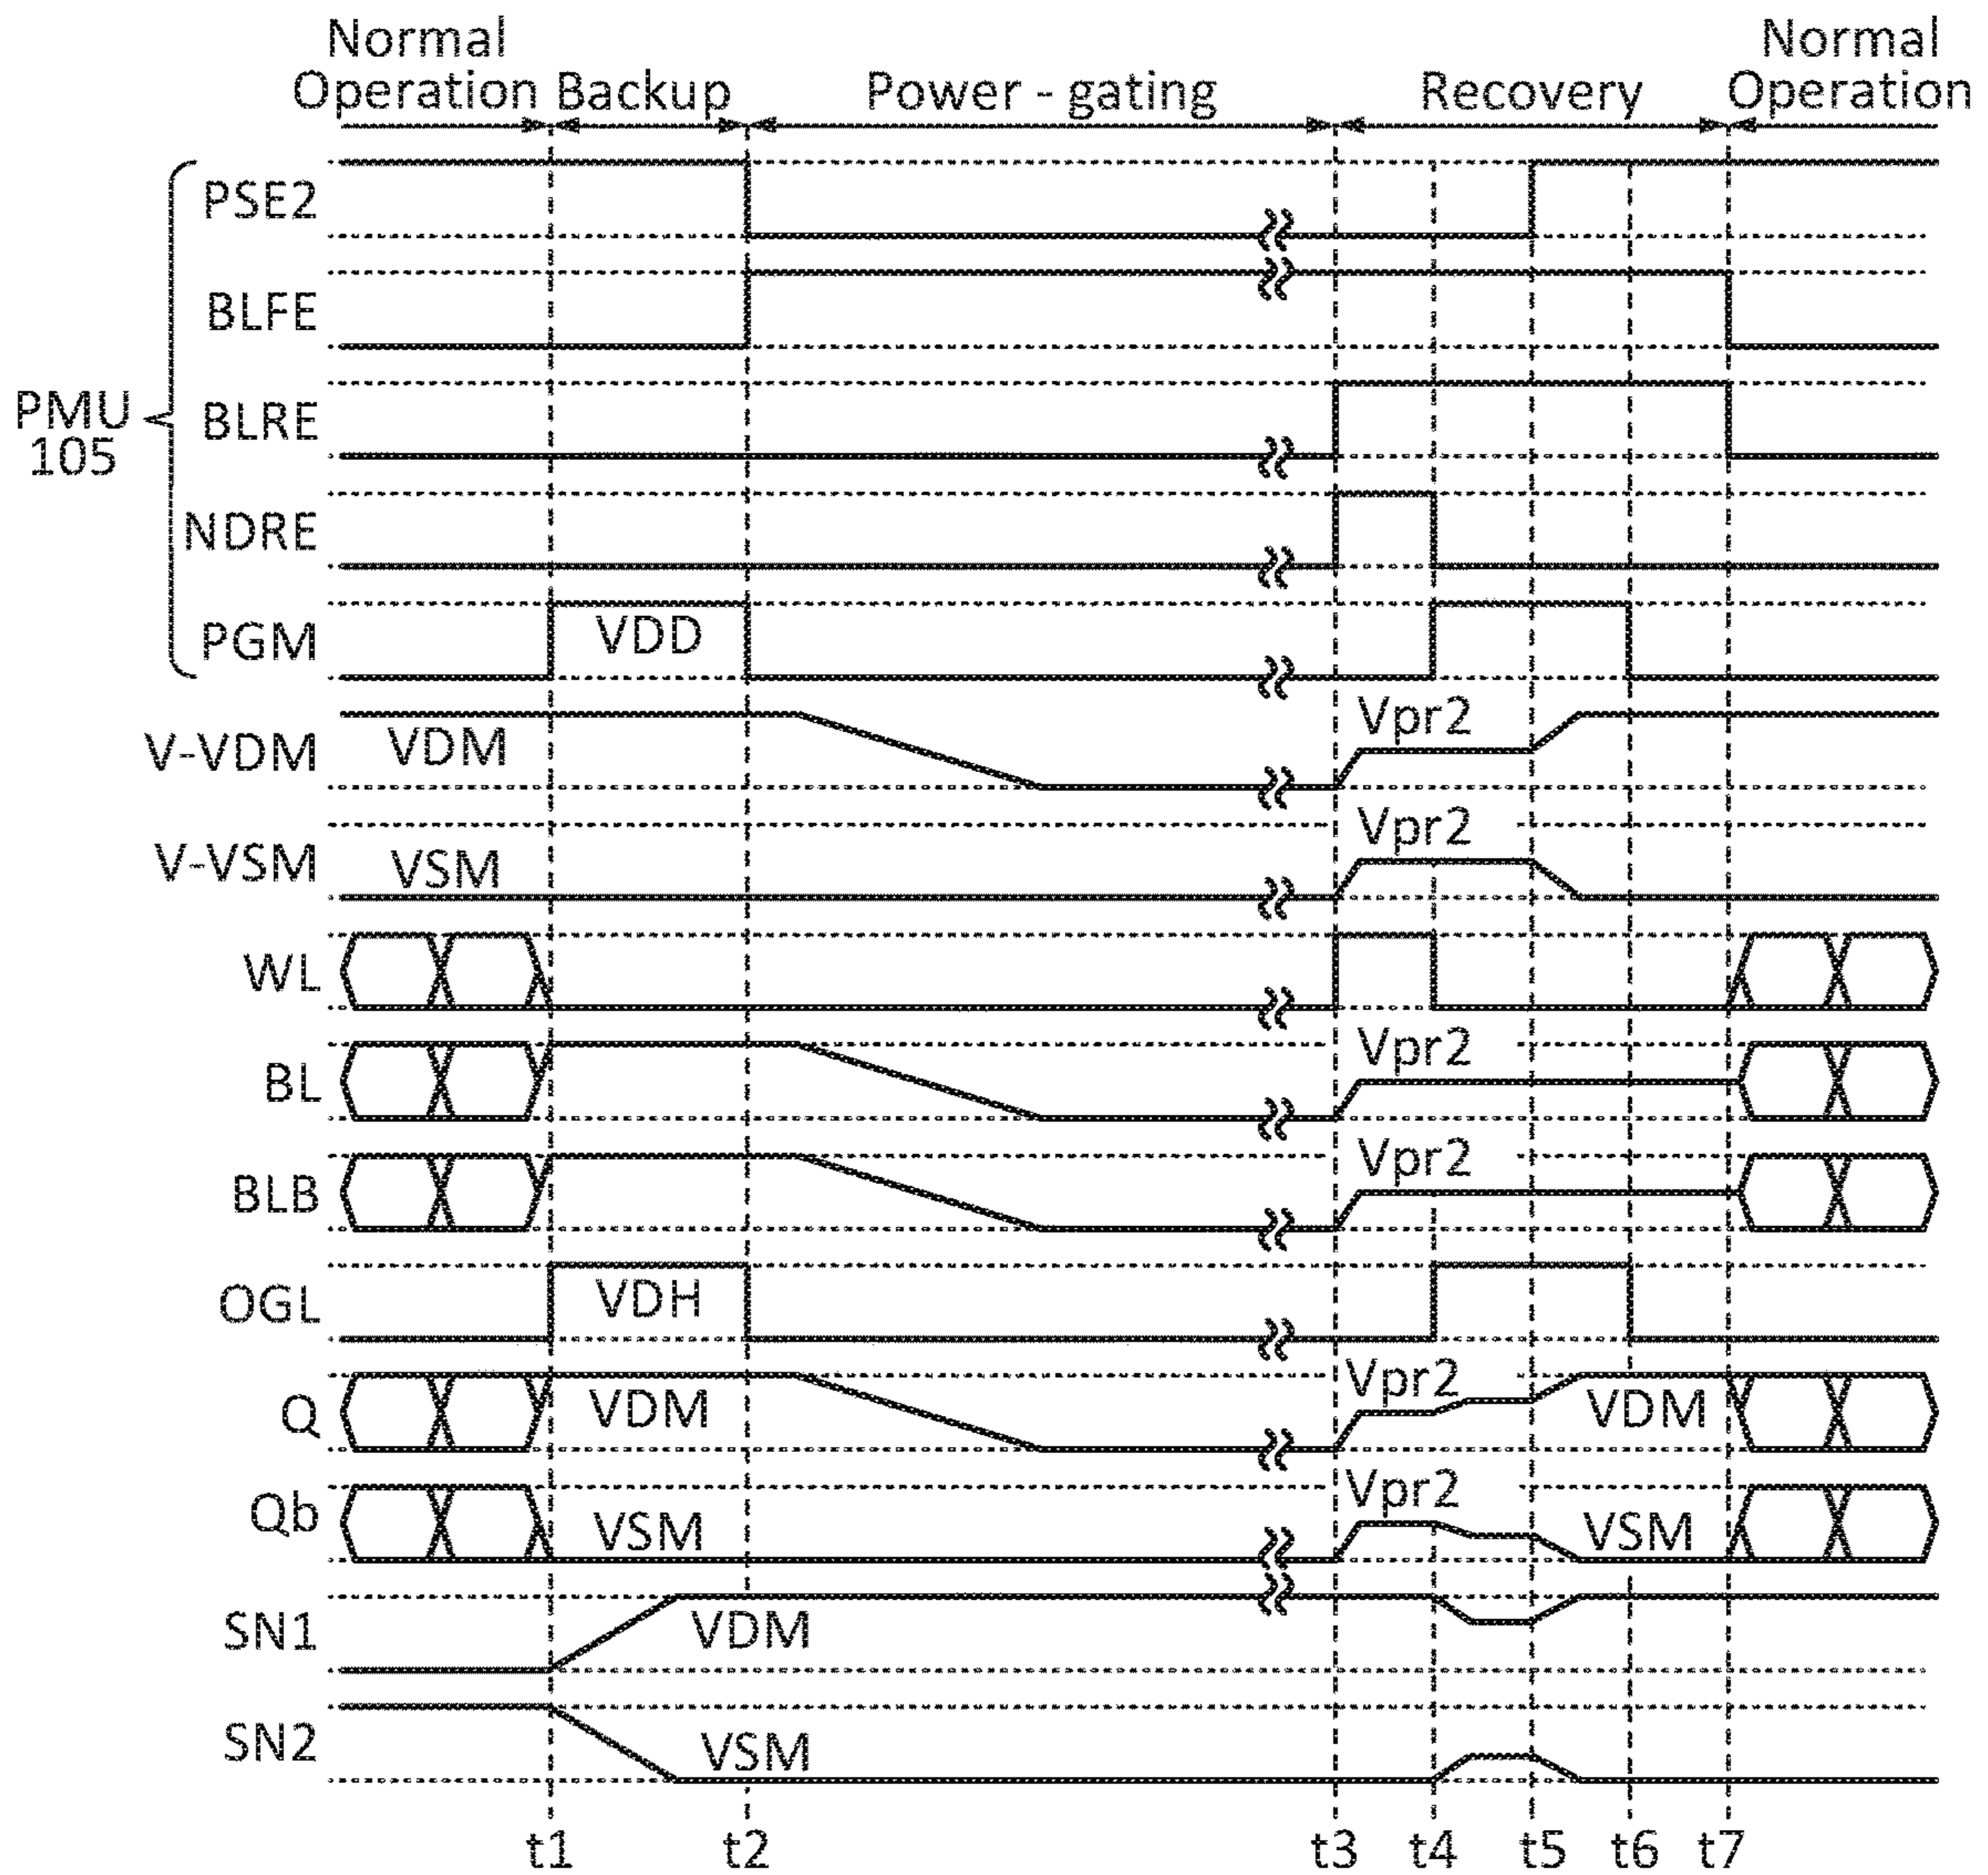 Normal Operation
Backup
Power - gating
Recovery
Normal Operation
PMU 105
PSE2
BLFE
BLRE
NDRE
PGM
VDD
V-VDM
VDM
Vpr2
V-VSM
VSM
Vpr2
WL
BL
Vpr2
BLB
Vpr2
OGL
VDH
Q
VDM
Vpr2
VDM
Qb
VSM
Vpr2
VSM
SN1
VDM
SN2
VSM
t1 t2 t3 t4 t5 t6 t7